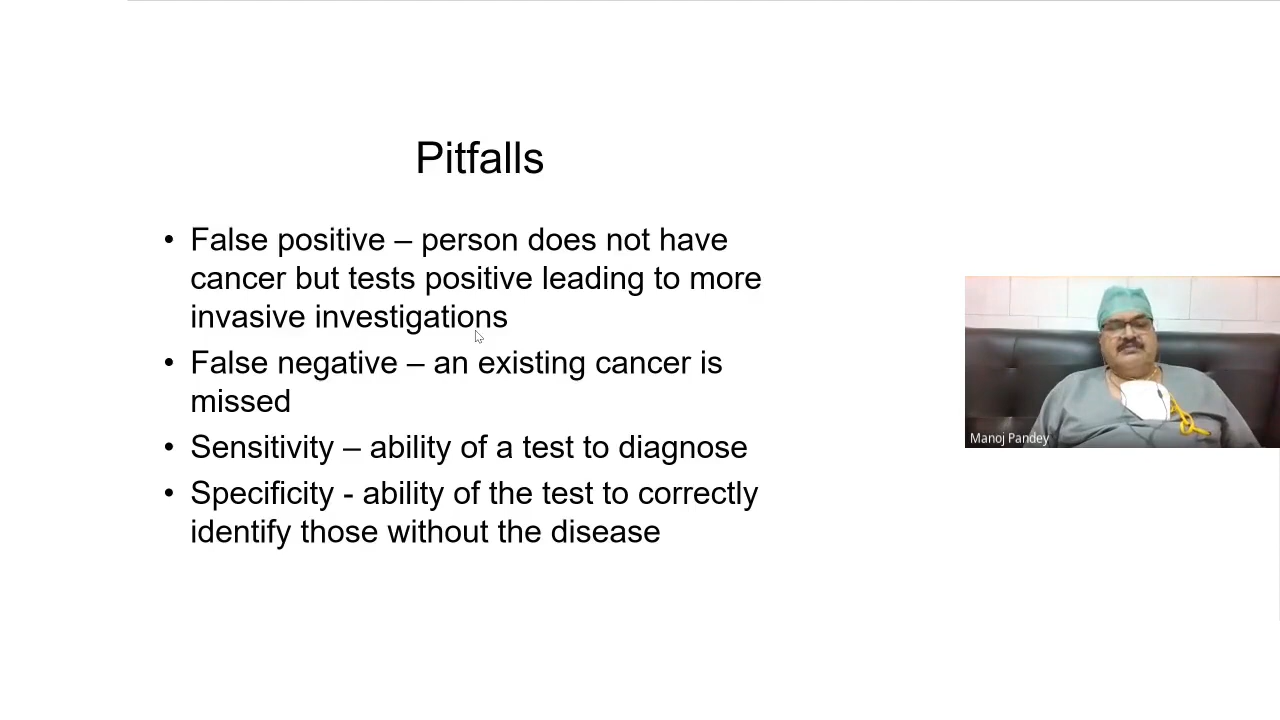 Pitfalls
• False positive – person does not have
cancer but tests positive leading to more
invasive investigations
• False negative – an existing cancer is
missed
• Sensitivity – ability of a test to diagnose
• Specificity - ability of the test to correctly
identify those without the disease
Manoj Pandey